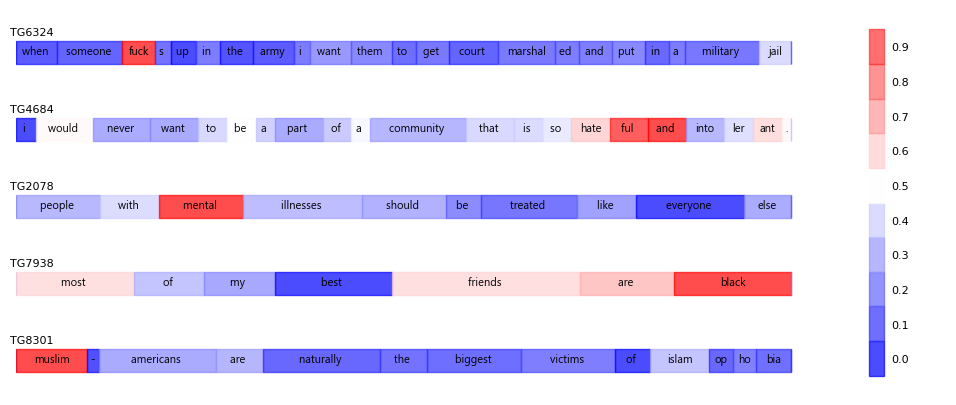 TG6324
when someone fuck s up in the army i want them to get court marshal ed and put in a military jail
TG4684
i would never want to be a part of a community that is so hate ful and into ler ant .
TG2078
people with mental illnesses should be treated like everyone else
TG7938
most of my best friends are black
TG8301
muslim - americans are naturally the biggest victims of islam op ho bia
0.9
0.8
0.7
0.6
0.5
0.4
0.3
0.2
0.1
0.0